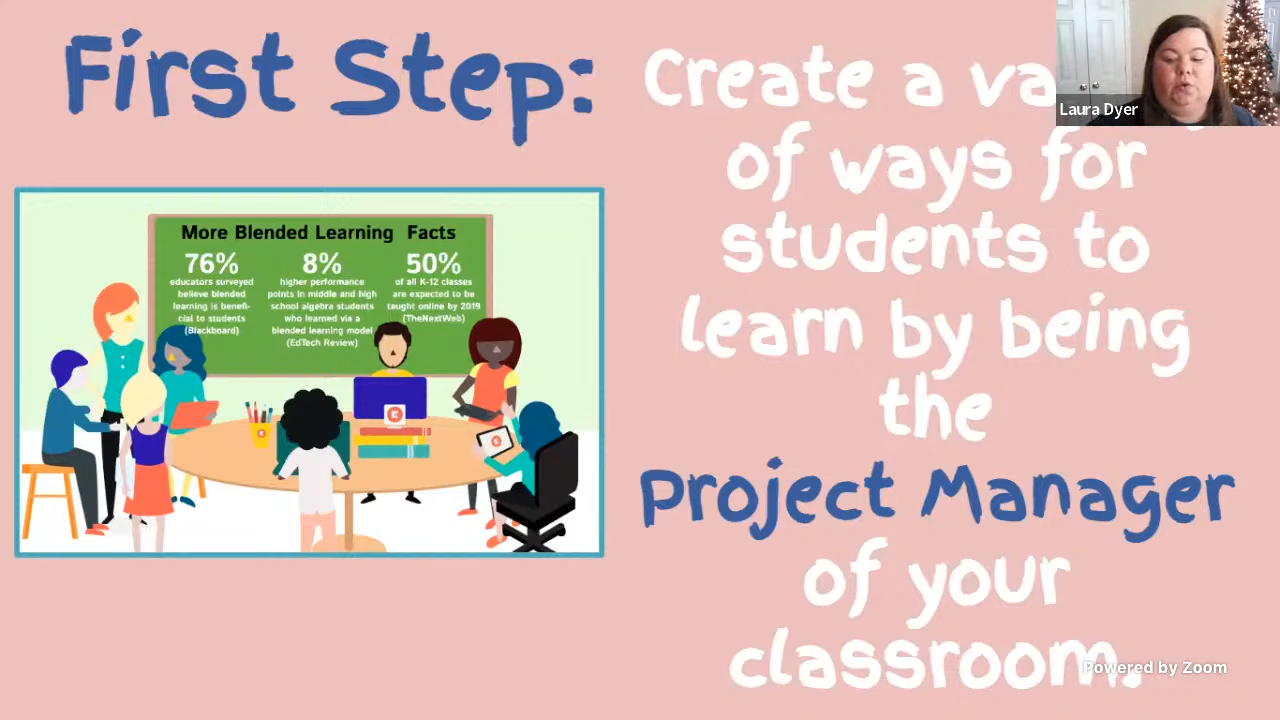 First Step:
Create a va
of ways for
students to
learn by being
the
Project Manager
of your
classroom.
Laura Dyer
More Blended Learning Facts
76%
educators surveyed
believe blended
learning is benefi-
cial to students
(Blackboard)
8%
higher performance
points in middle and high
school algebra students
who learned via a
blended learning model
(EdTech Review)
50%
of all K-12 classes
are expected to be
taught online by 2019
(TheNextWeb)
Powered by Zoom